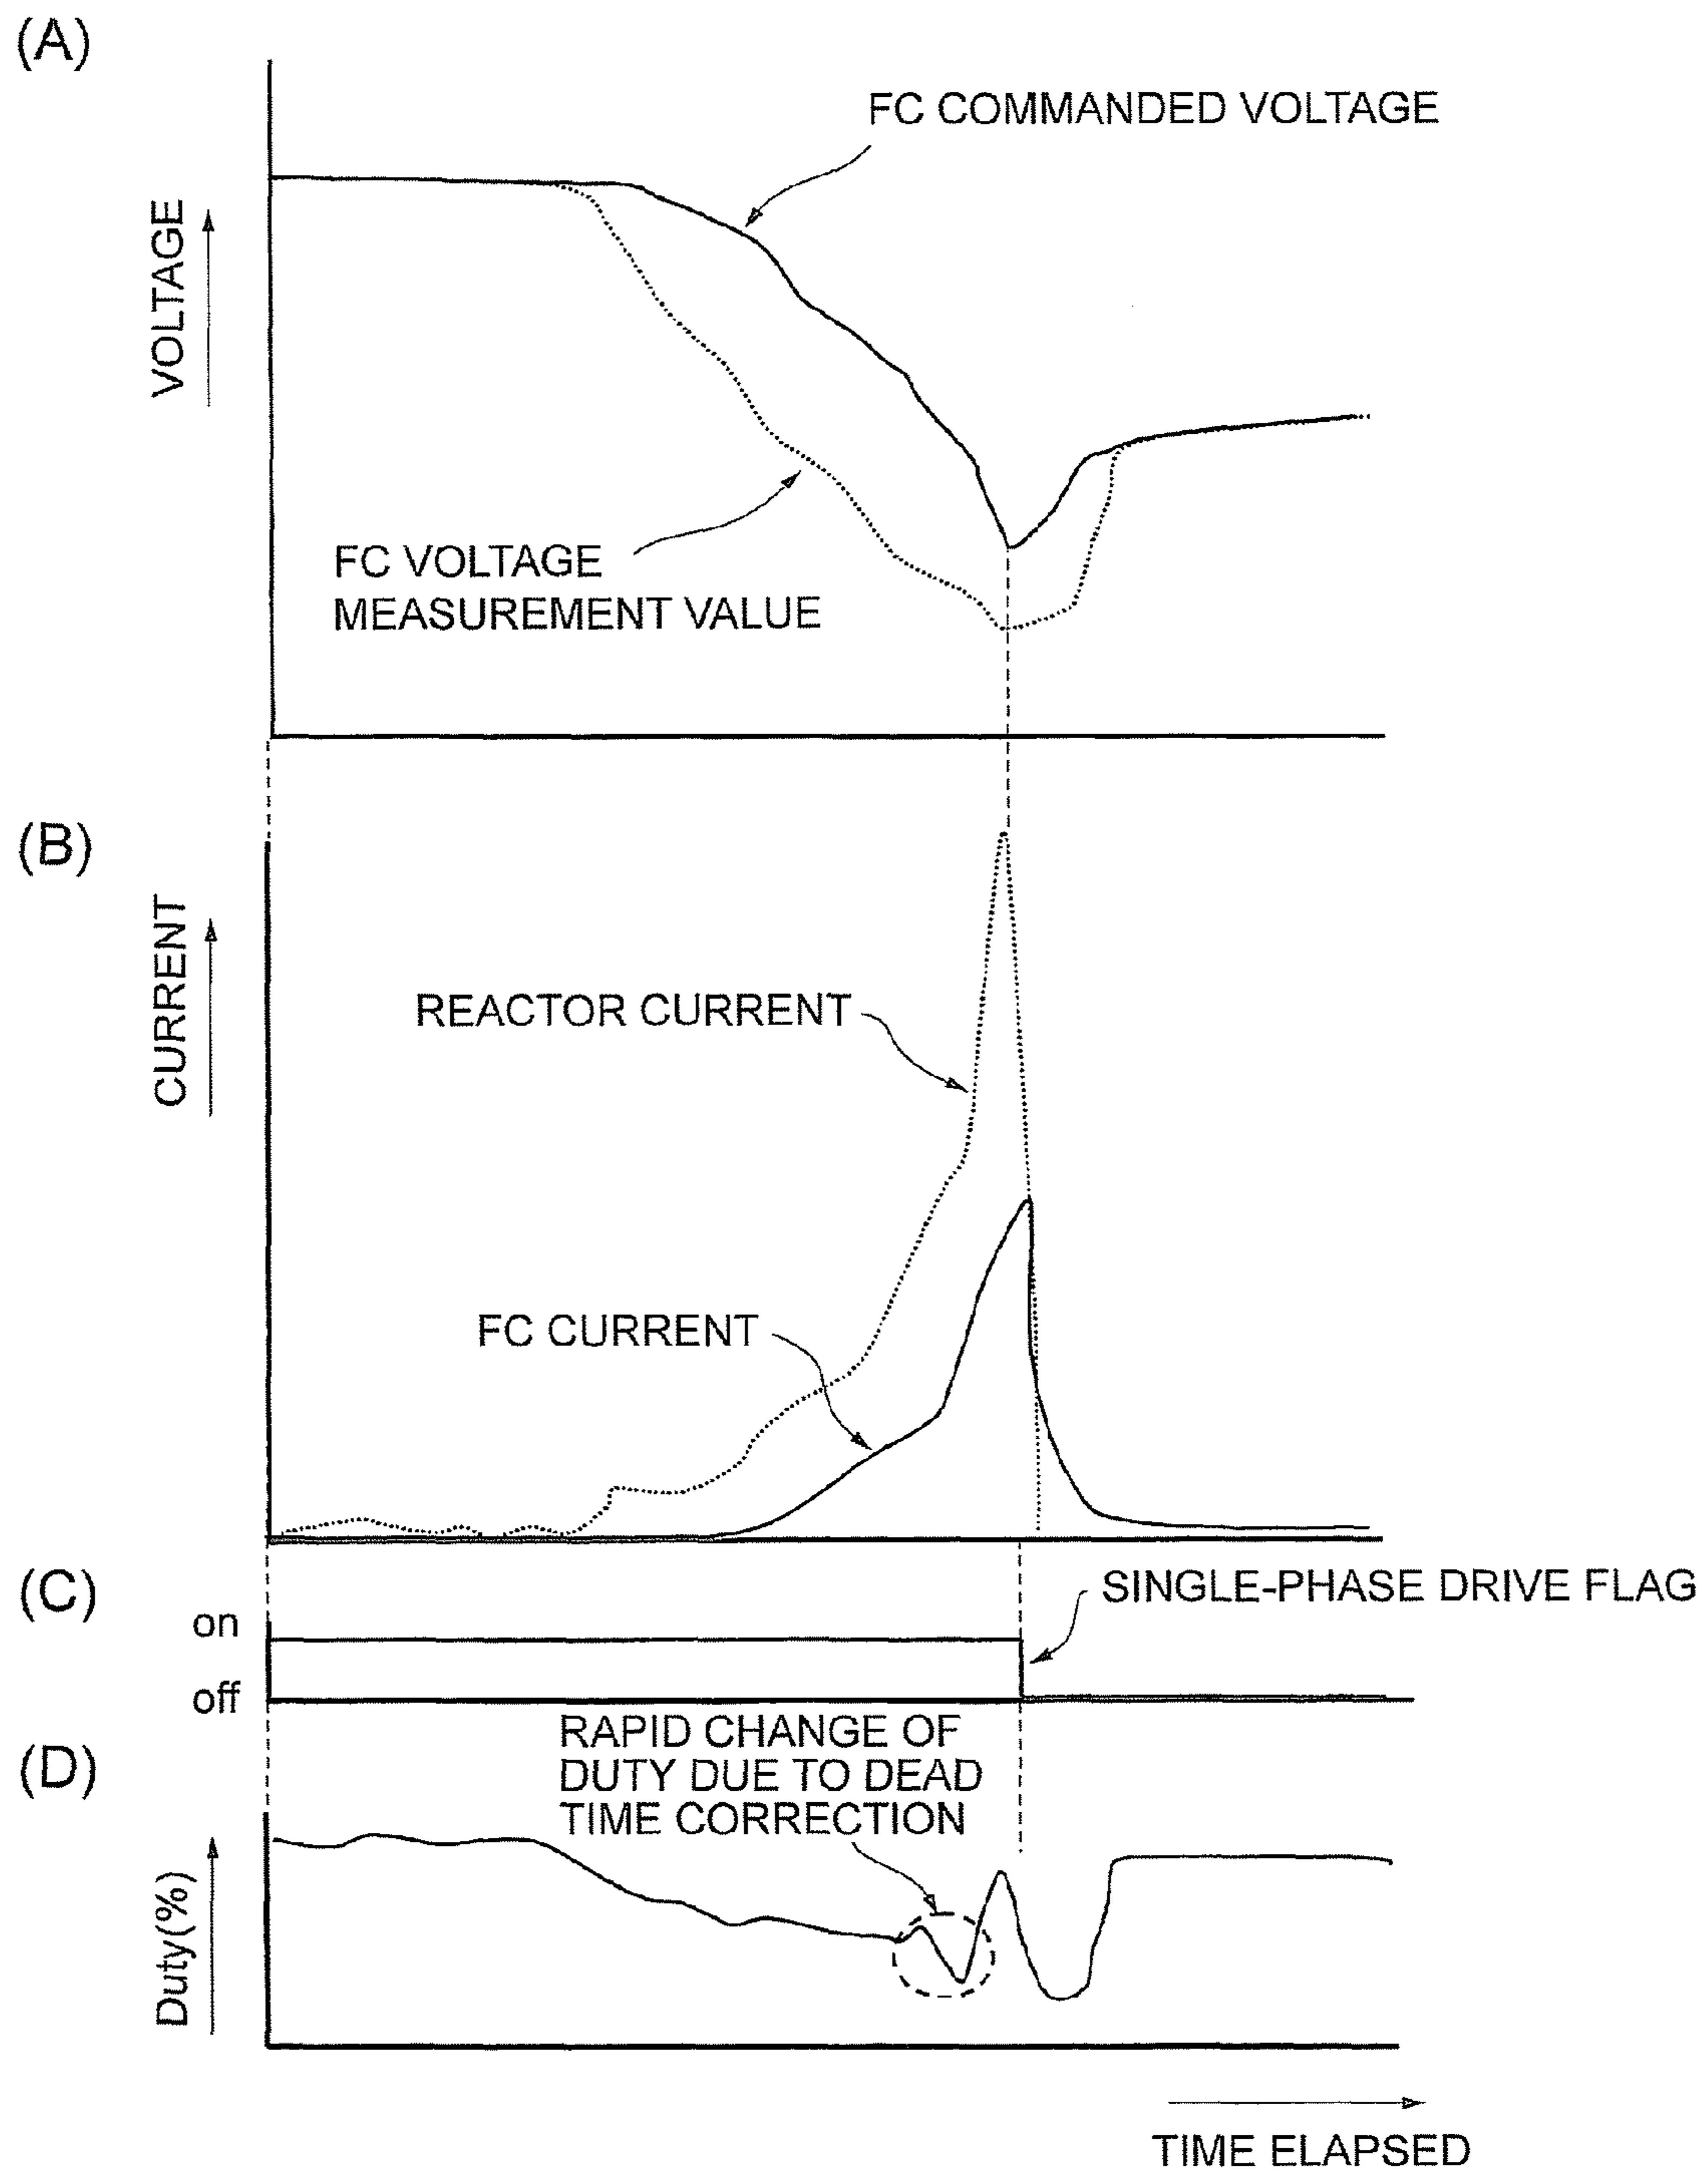 (A)
FC COMMANDED VOLTAGE
VOLTAGE
FC VOLTAGE
MEASUREMENT VALUE
(B)
CURRENT
REACTOR CURRENT
FC CURRENT
(C)
SINGLE-PHASE DRIVE FLAG
on
off
RAPID CHANGE OF
DUTY DUE TO DEAD
TIME CORRECTION
(D)
Duty(%)
TIME ELAPSED